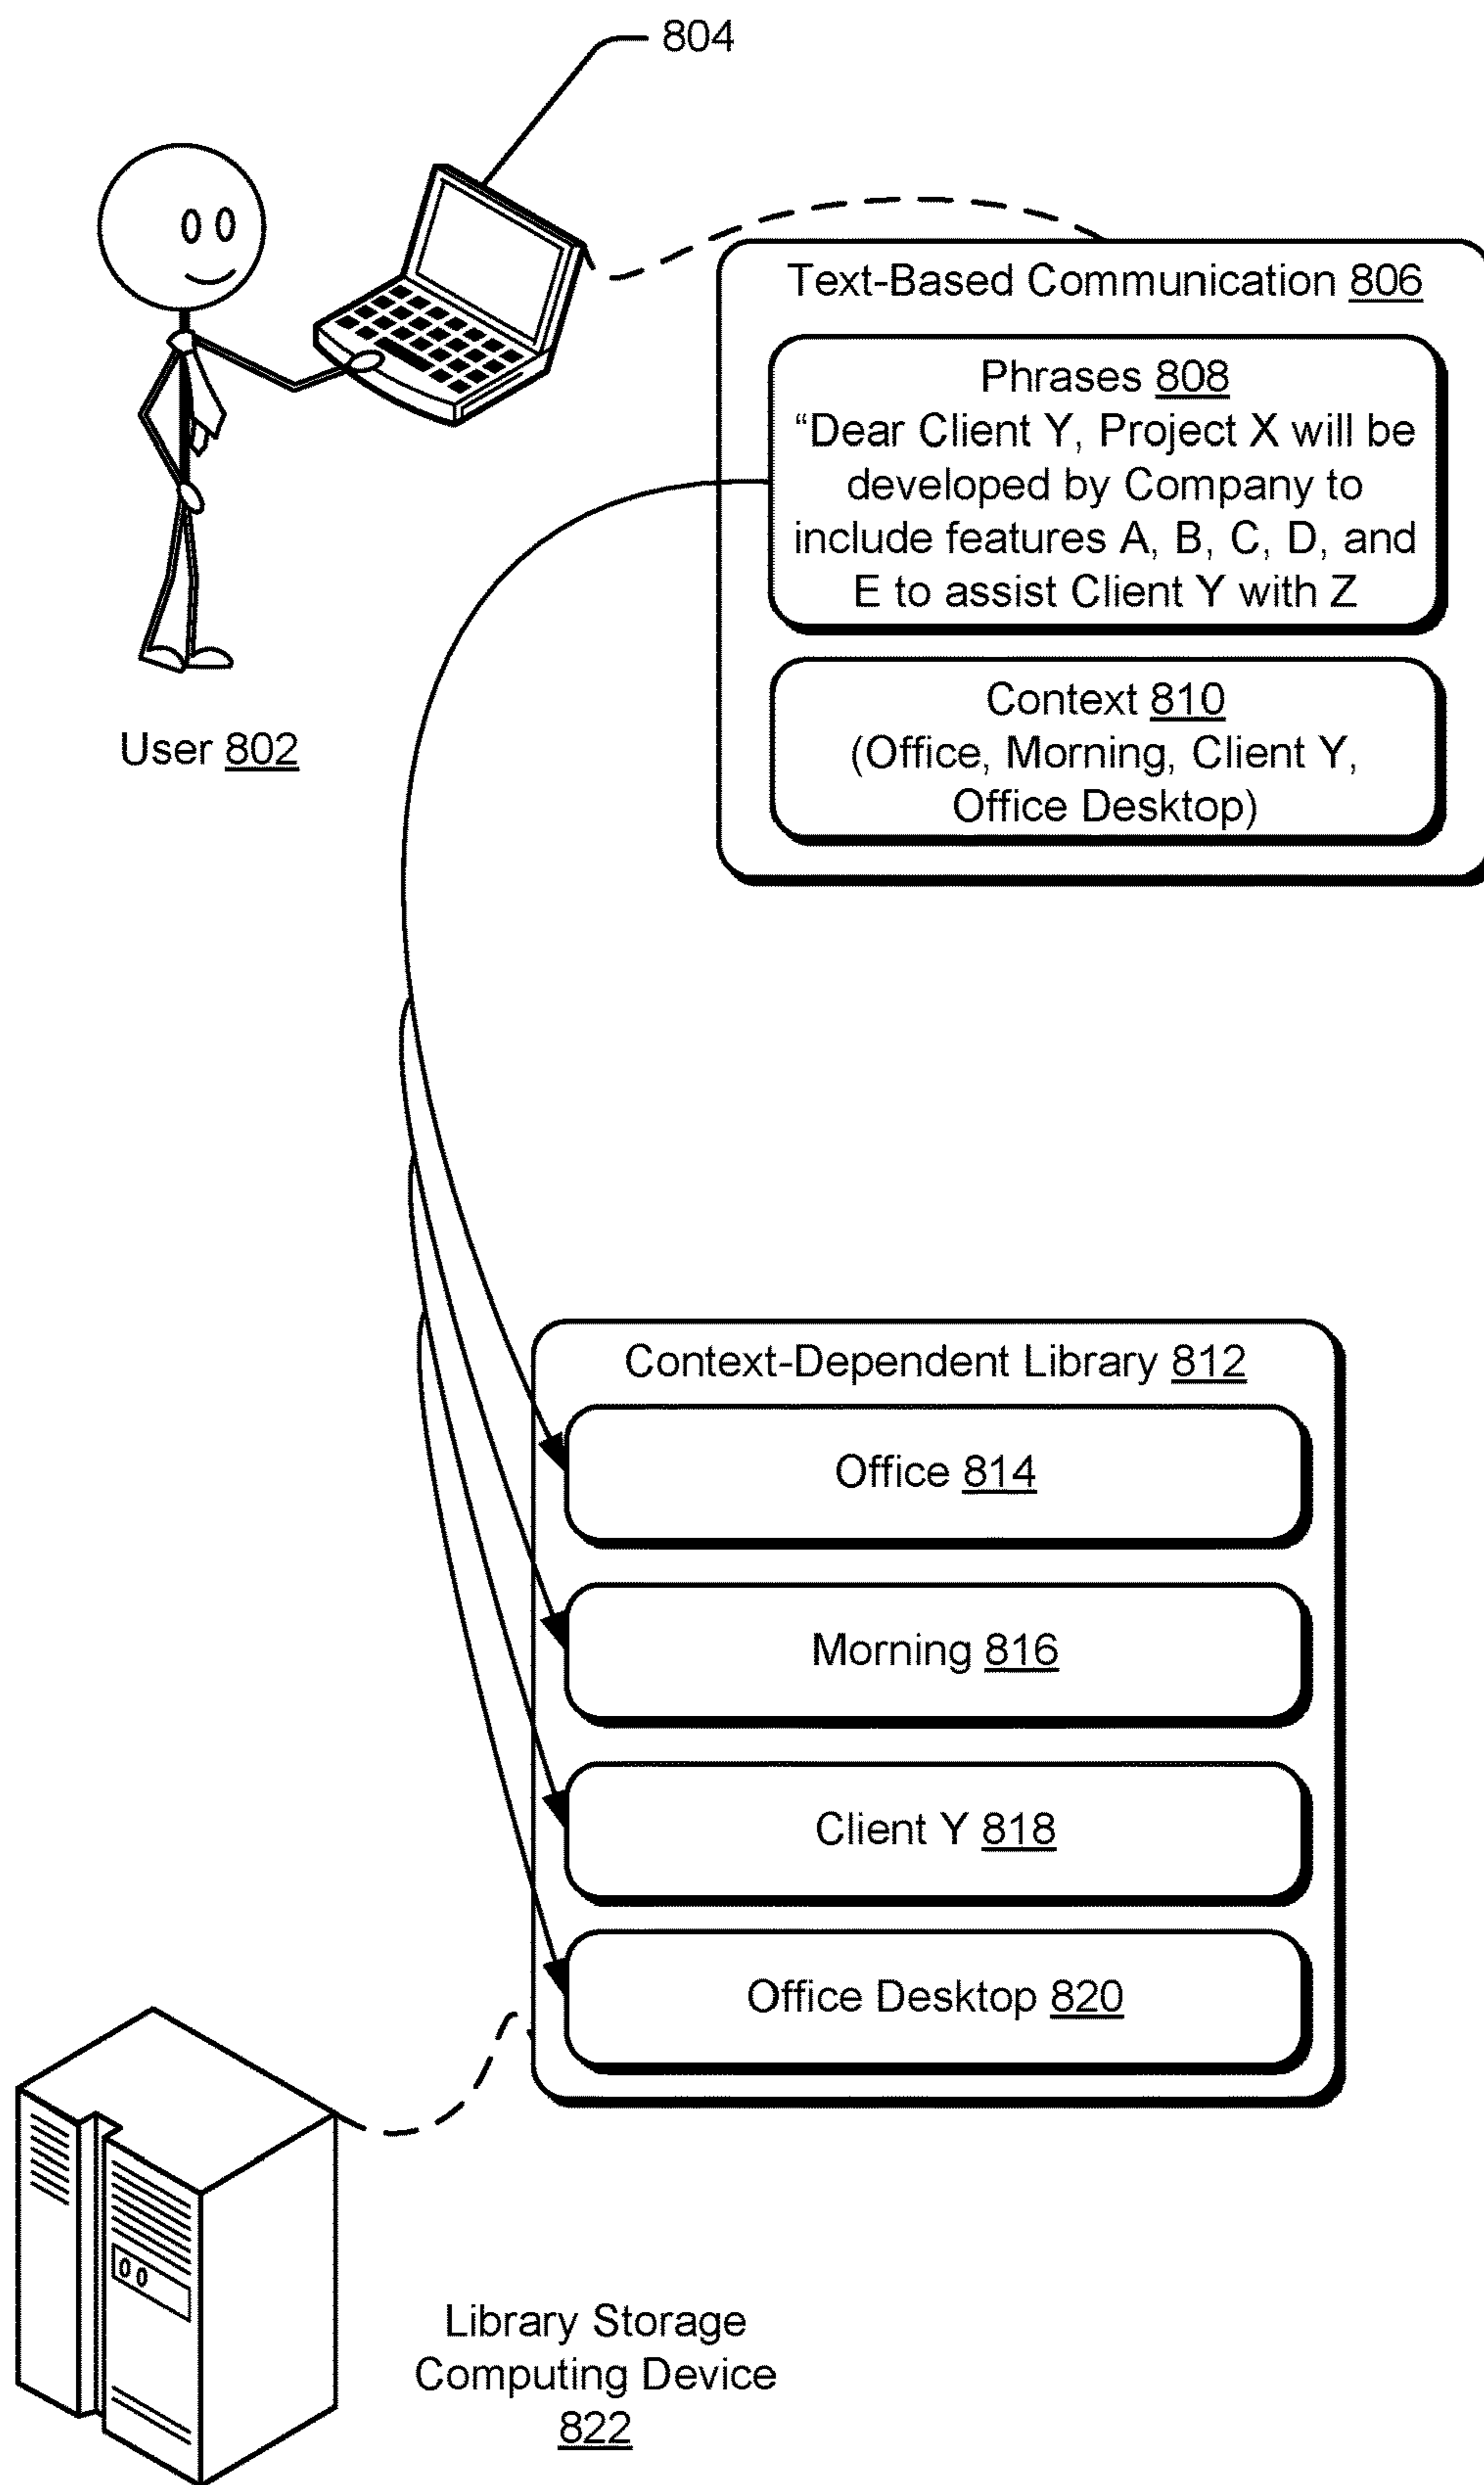 804
Text-Based Communication 806
Phrases 808
“Dear Client Y, Project X will be
developed by Company to
include features A, B, C, D, and
E to assist Client Y with Z
Context 810
(Office, Morning, Client Y,
Office Desktop)
User 802
Context-Dependent Library 812
Office 814
Morning 816
Client Y 818
Office Desktop 820
Library Storage
Computing Device
822